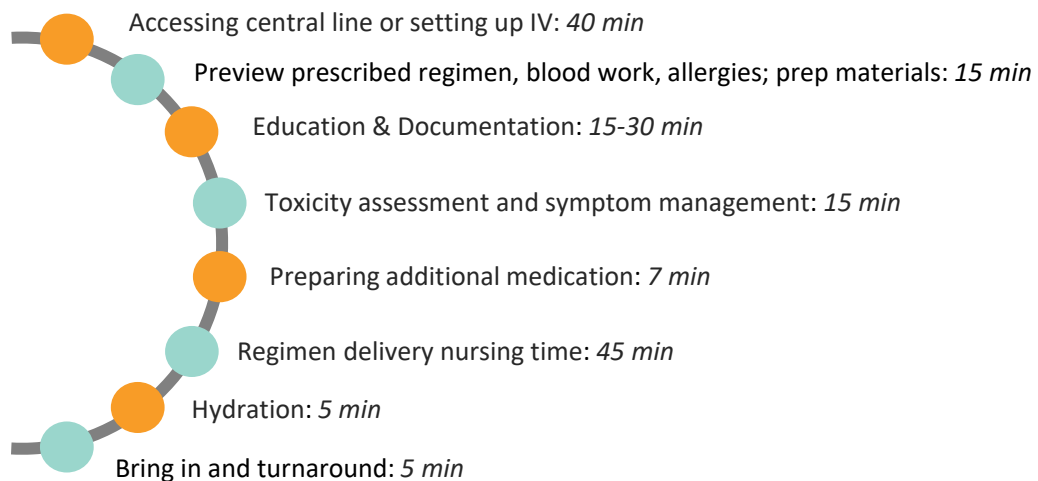 Accessing central line or setting up IV: 40 min
Preview prescribed regimen, blood work, allergies; prep materials: 15 min
Education & Documentation: 15-30 min
Toxicity assessment and symptom management: 15 min
Preparing additional medication: 7 min
Regimen delivery nursing time: 45 min
Hydration: 5 min
Bring in and turnaround: 5 min